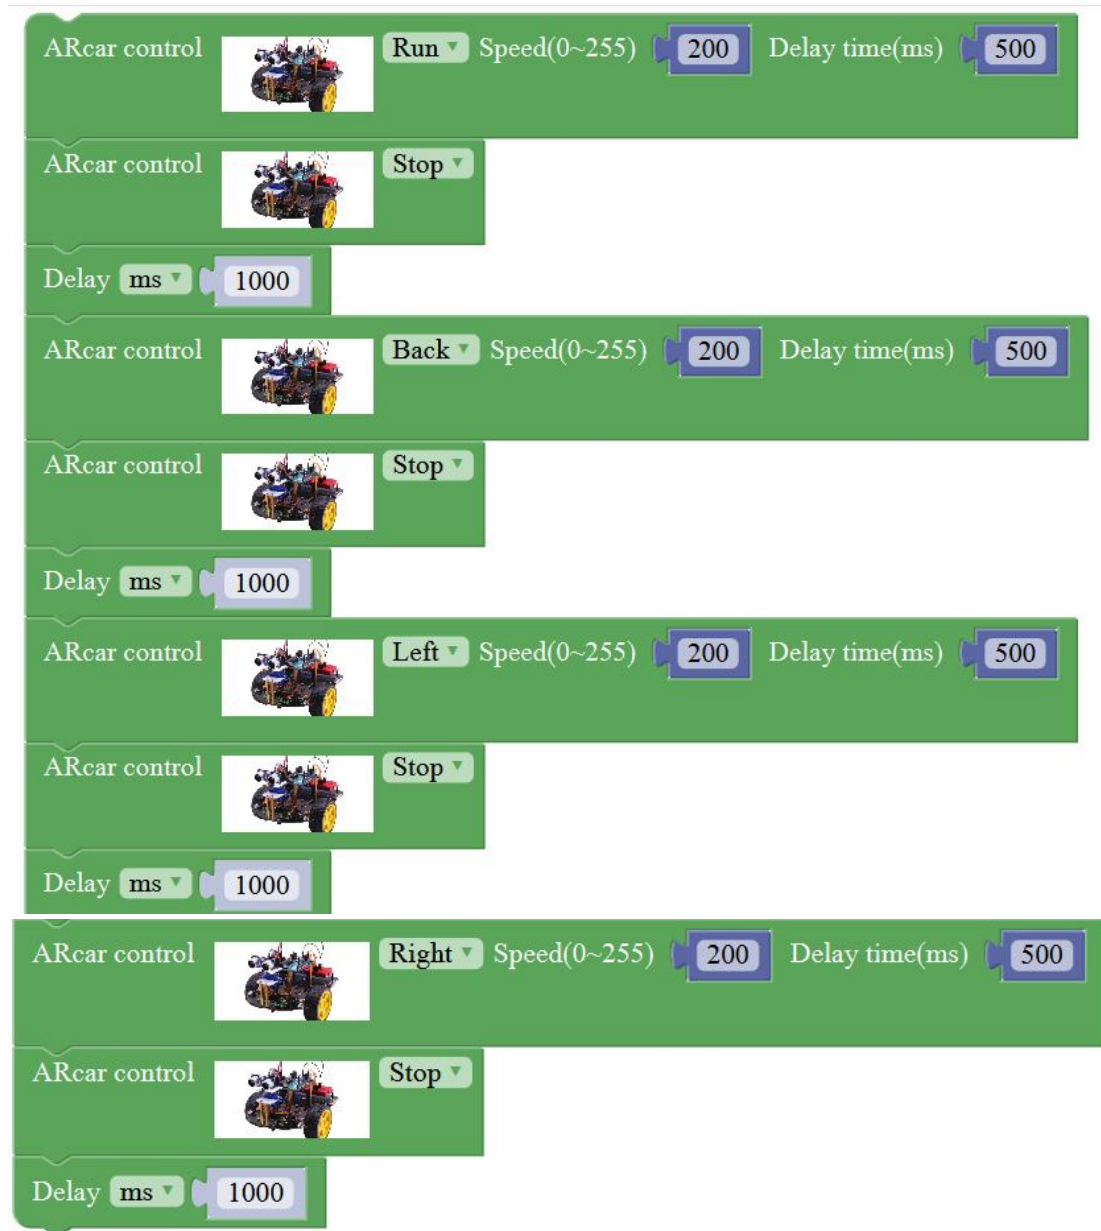 ARcar control Run Speed(0~255) 200 Delay time(ms) 500
ARcar control Stop
Delay ms 1000
ARcar control Back Speed(0~255) 200 Delay time(ms) 500
ARcar control Stop
Delay ms 1000
ARcar control Left Speed(0~255) 200 Delay time(ms) 500
ARcar control Stop
Delay ms 1000
ARcar control Right Speed(0~255) 200 Delay time(ms) 500
ARcar control Stop
Delay ms 1000